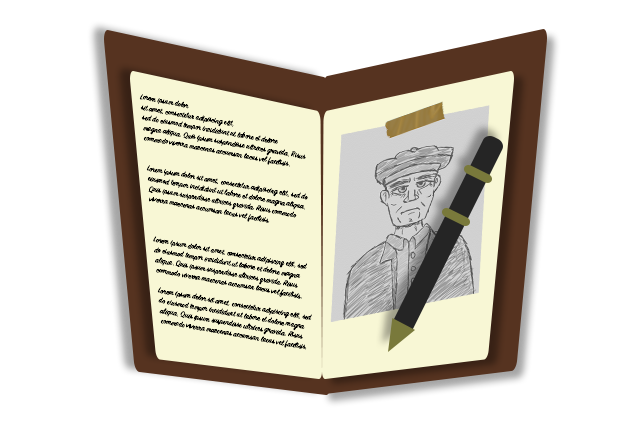 Lorem ipsum dolor
sit amet, consectetur adipiscing elit,
sed do eiusmod tempor incididunt ut labore et dolore
magna aliqua. Quis ipsum suspendisse ultrices gravida. Risus
commodo viverra maecenas accumsan lacus vel facilisis.
Lorem ipsum dolor sit amet, consectetur adipiscing elit, sed do
eiusmod tempor incididunt ut labore et dolore magna aliqua.
Quis ipsum suspendisse ultrices gravida. Risus commodo
viverra maecenas accumsan lacus vel facilisis.
Lorem ipsum dolor sit amet, consectetur adipiscing elit, sed
do eiusmod tempor incididunt ut labore et dolore magna
aliqua. Quis ipsum suspendisse ultrices gravida. Risus
commodo viverra maecenas accumsan lacus vel facilisis.
Lorem ipsum dolor sit amet, consectetur adipiscing elit, sed
do eiusmod tempor incididunt ut labore et dolore magna
aliqua. Quis ipsum suspendisse ultrices gravida. Risus
commodo viverra maecenas accumsan lacus vel facilisis.